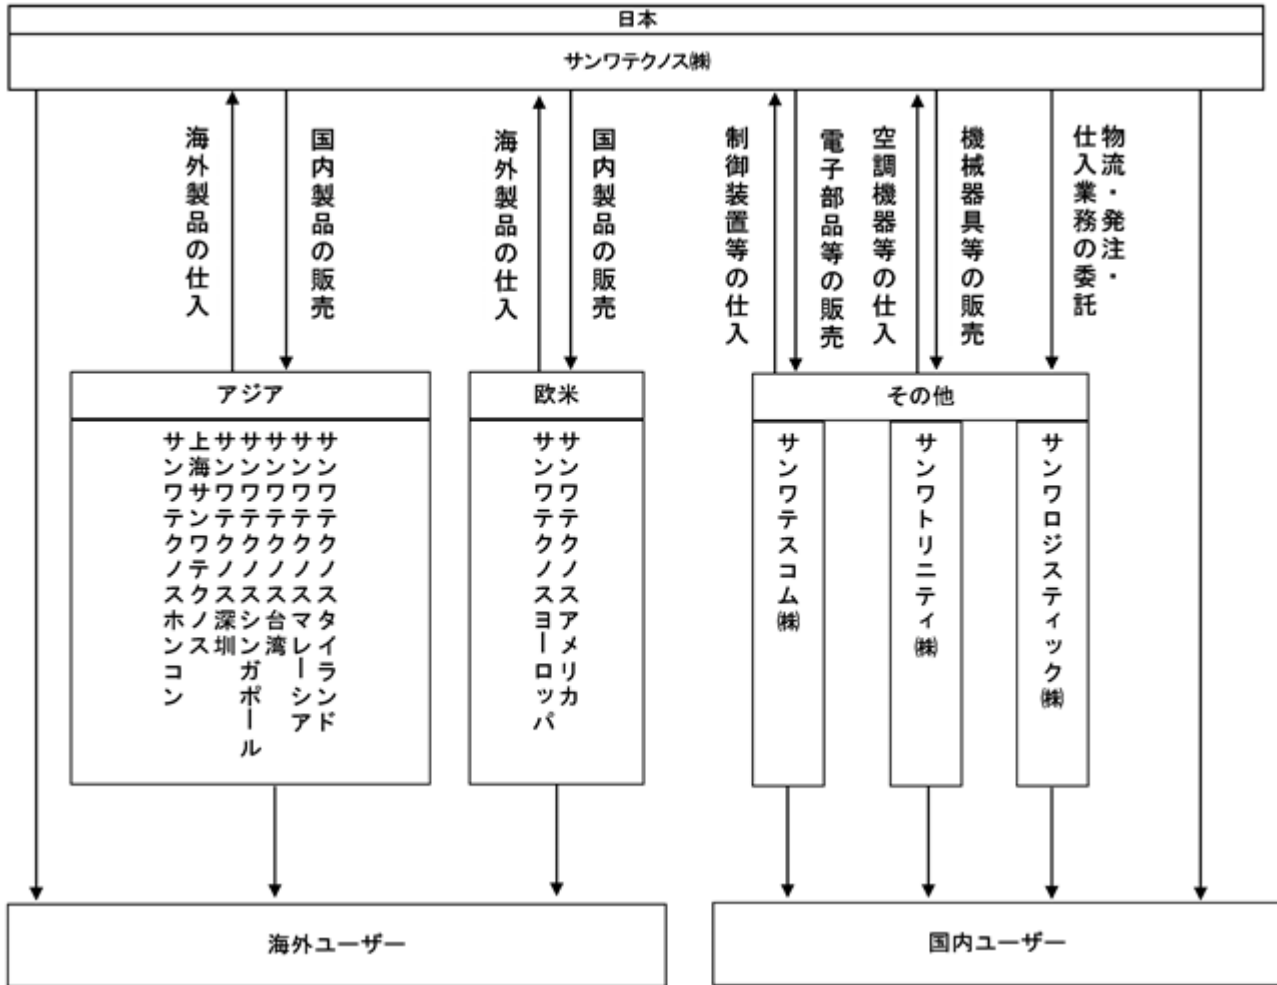 日本
サンワテクノス㈱
海外製品の仕入
国内製品の販売
海外製品の仕入
国内製品の販売
制御装置等の仕入
電子部品等の販売
空調機器等の仕入
機械器具等の販売
物流・発注・
仕入業務の委託
アジア
サンワテクノスタイランド
サンワテクノスマレーシア
サンワテクノス台湾
サンワテクノスシンガポール
サンワテクノス深圳
上海サンワテクノス
サンワテクノスホンコン
欧米
サンワテクノスアメリカ
サンワテクノスヨーロッパ
その他
サンワテスコム㈱
サンワトリニティ㈱
サンワロジスティック㈱
海外ユーザー
国内ユーザー